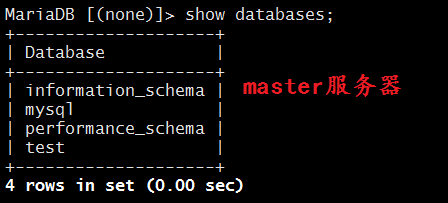 MariaDB [(none)]> show databases;
+--------------------+
| Database           |
+--------------------+
| information_schema |
| mysql              |
| performance_schema |
| test               |
+--------------------+
4 rows in set (0.00 sec)
master服务器